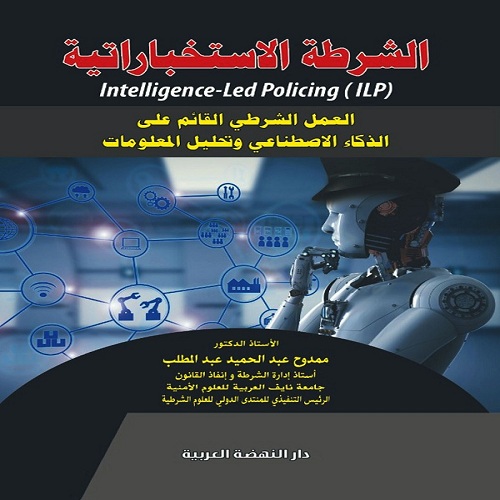 الشرطة الاستخباراتية
Intelligence-Led Policing ( ILP)
العمل الشرطي القائم على
الذكاء الاصطناعي وتحليل المعلومات
الأستاذ الدكتور
ممدوح عبد الحميد عبد المطلب
أستاذ إدارة الشرطة و إنفاذ القانون
جامعة نايف العربية للعلوم الأمنية
الرئيس التنفيذي للمنتدى الدولي للعلوم الشرطية
دار النهضة العربية